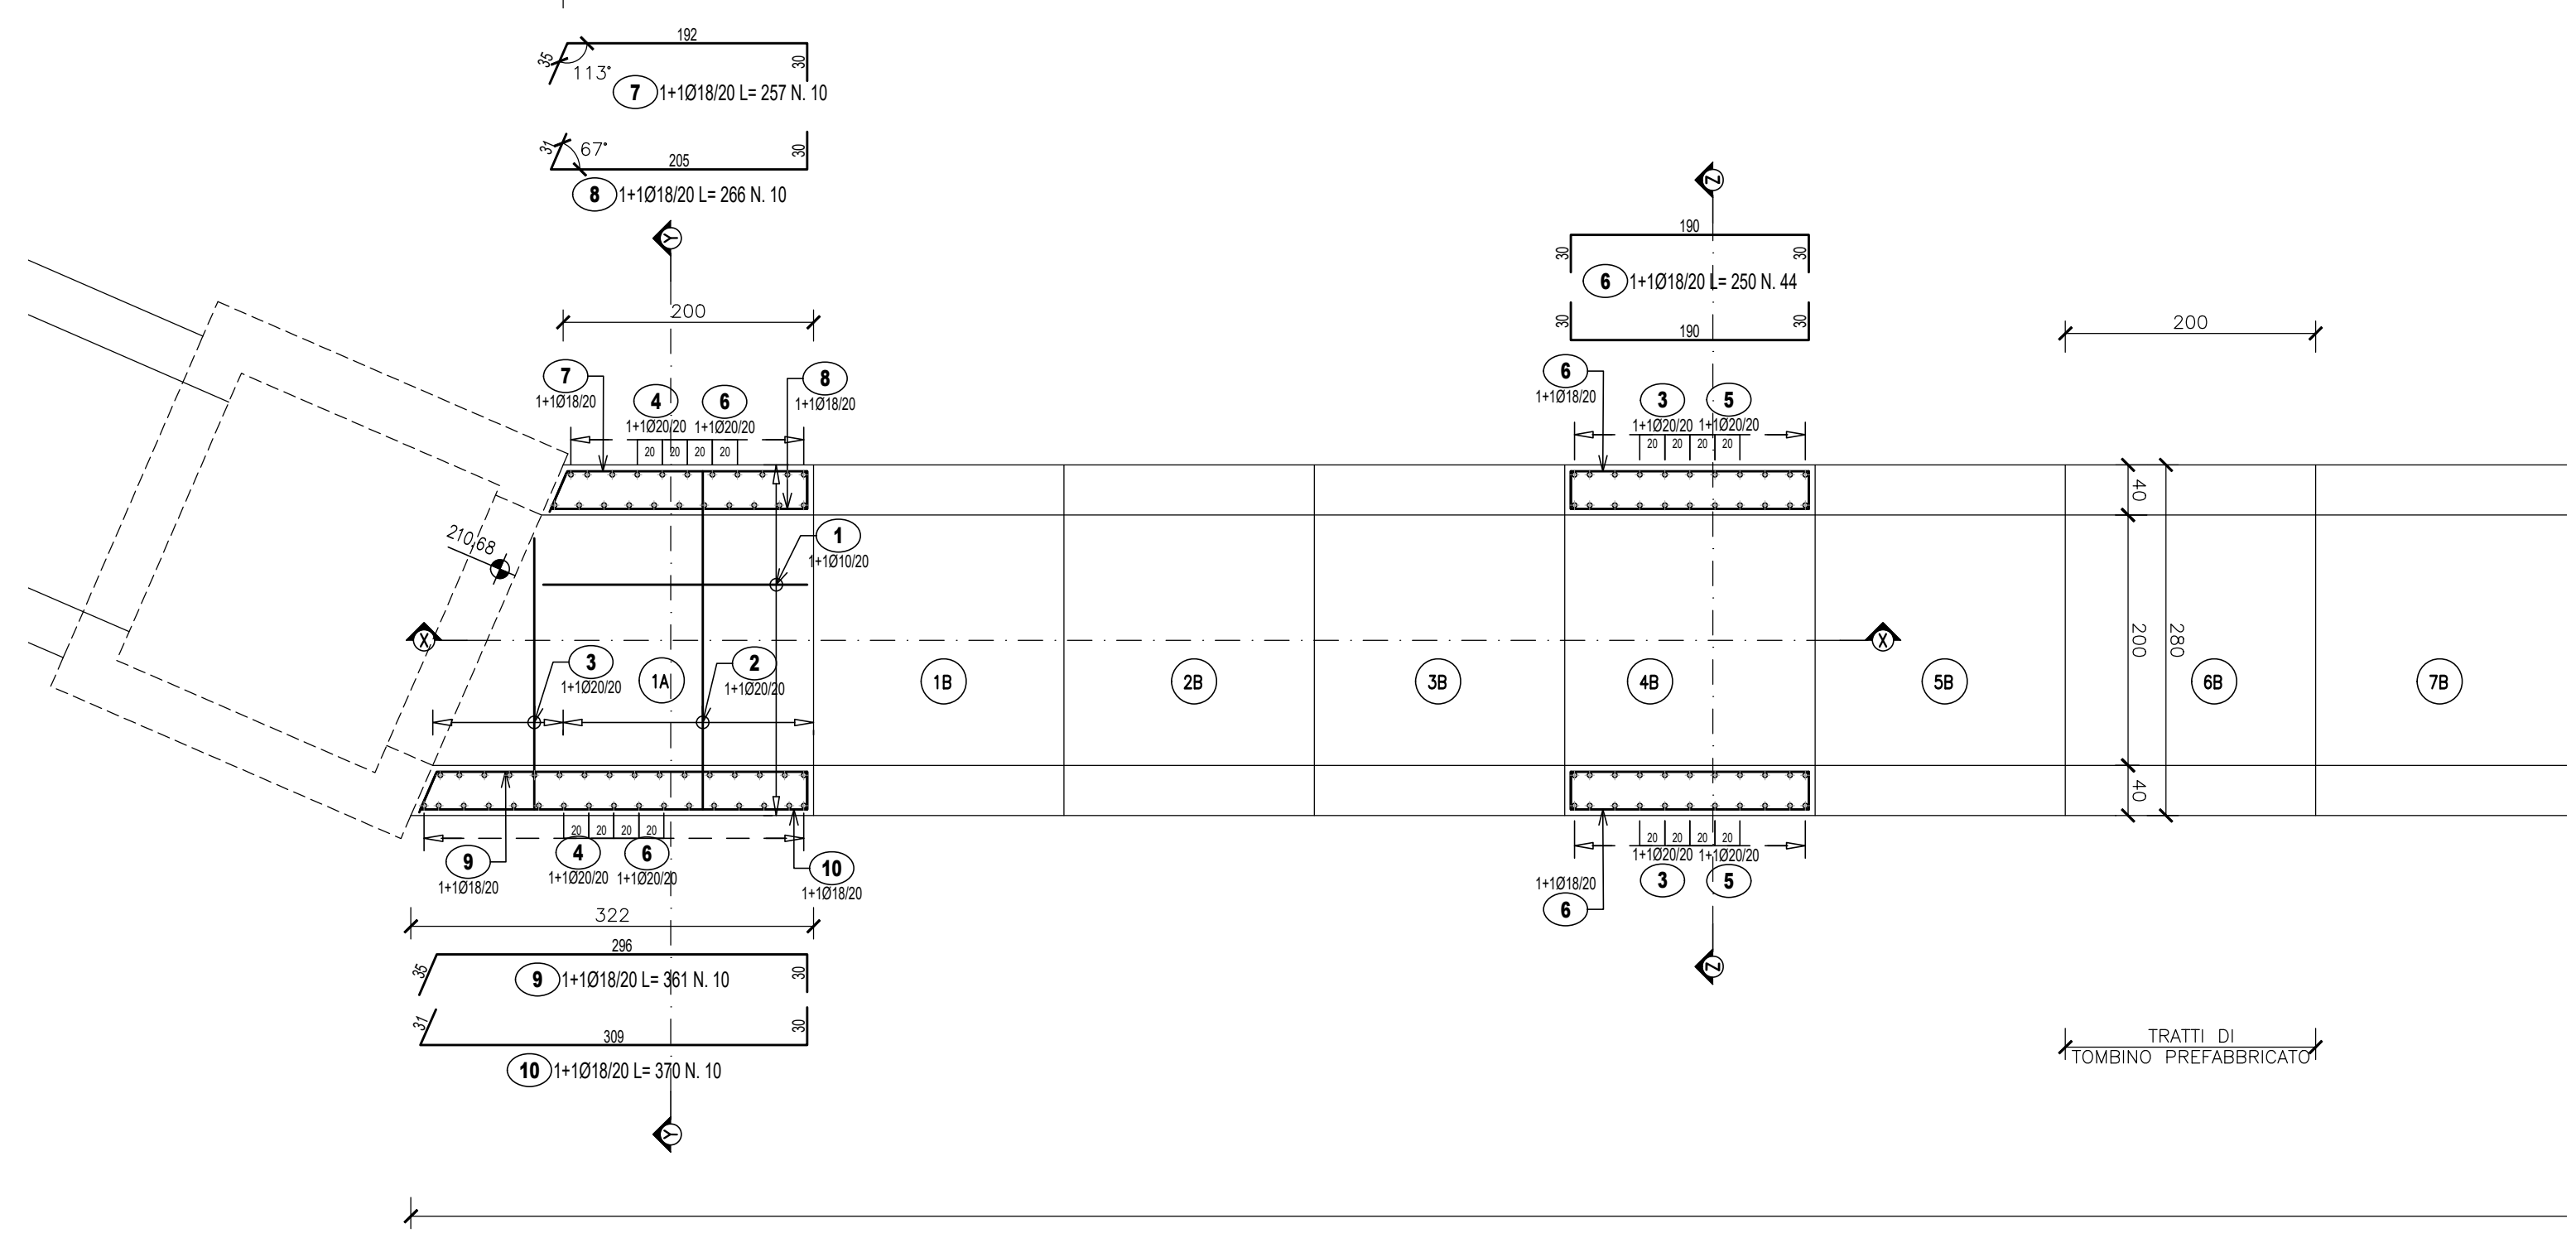 192
35
30
113°
7 1+1Ø18/20 L= 257 N. 10
31
67°
205
30
8 1+1Ø18/20 L= 266 N. 10
Y
Z
190
30
30
6 1+1Ø18/20 L= 250 N. 44
30
30
190
200
200
7
1+1Ø18/20
4
1+1Ø20/20
6
1+1Ø20/20
8
1+1Ø18/20
20 20 20 20
6
1+1Ø18/20
3
1+1Ø20/20
5
1+1Ø20/20
20 20 20 20
40
210,68
1
1+1Ø10/20
X
X
200
280
3
1+1Ø20/20
1A
2
1+1Ø20/20
1B
2B
3B
4B
5B
6B
7B
40
20 20 20 20
9
1+1Ø18/20
4
1+1Ø20/20
6
1+1Ø20/20
10
1+1Ø18/20
20 20 20 20
1+1Ø20/20
3
1+1Ø20/20
5
1+1Ø18/20
6
322
296
35
30
9 1+1Ø18/20 L= 361 N. 10
31
30
309
10 1+1Ø18/20 L= 370 N. 10
Z
TRATTI DI
TOMBINO PREFABBRICATO
Y